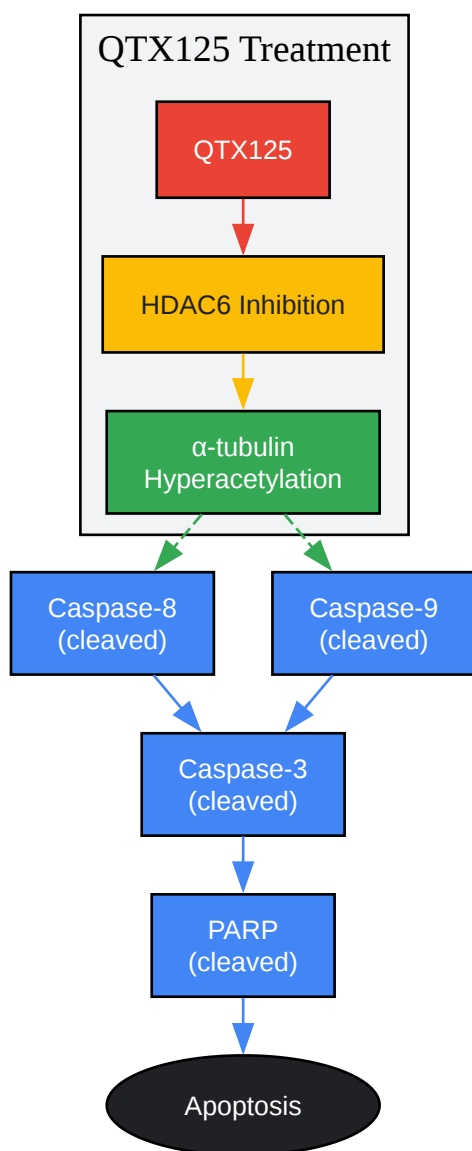 QTX125 Treatment
QTX125
HDAC6 Inhibition
α-tubulin
Hyperacetylation
Caspase-8
(cleaved)
Caspase-9
(cleaved)
Caspase-3
(cleaved)
PARP
(cleaved)
Apoptosis